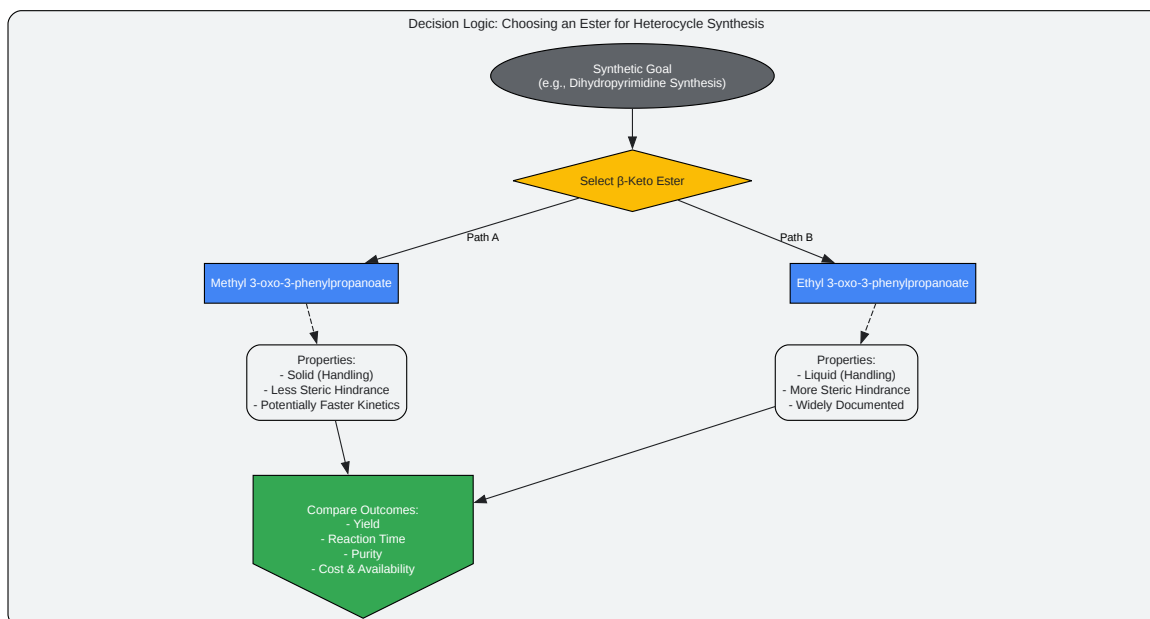 Decision Logic: Choosing an Ester for Heterocycle Synthesis
Synthetic Goal
(e.g., Dihydropyrimidine Synthesis)
Select β-Keto Ester
Path A
Path B
Methyl 3-oxo-3-phenylpropanoate
Ethyl 3-oxo-3-phenylpropanoate
Properties:
- Solid (Handling)
- Less Steric Hindrance
- Potentially Faster Kinetics
Properties:
- Liquid (Handling)
- More Steric Hindrance
- Widely Documented
Compare Outcomes:
- Yield
- Reaction Time
- Purity
- Cost & Availability